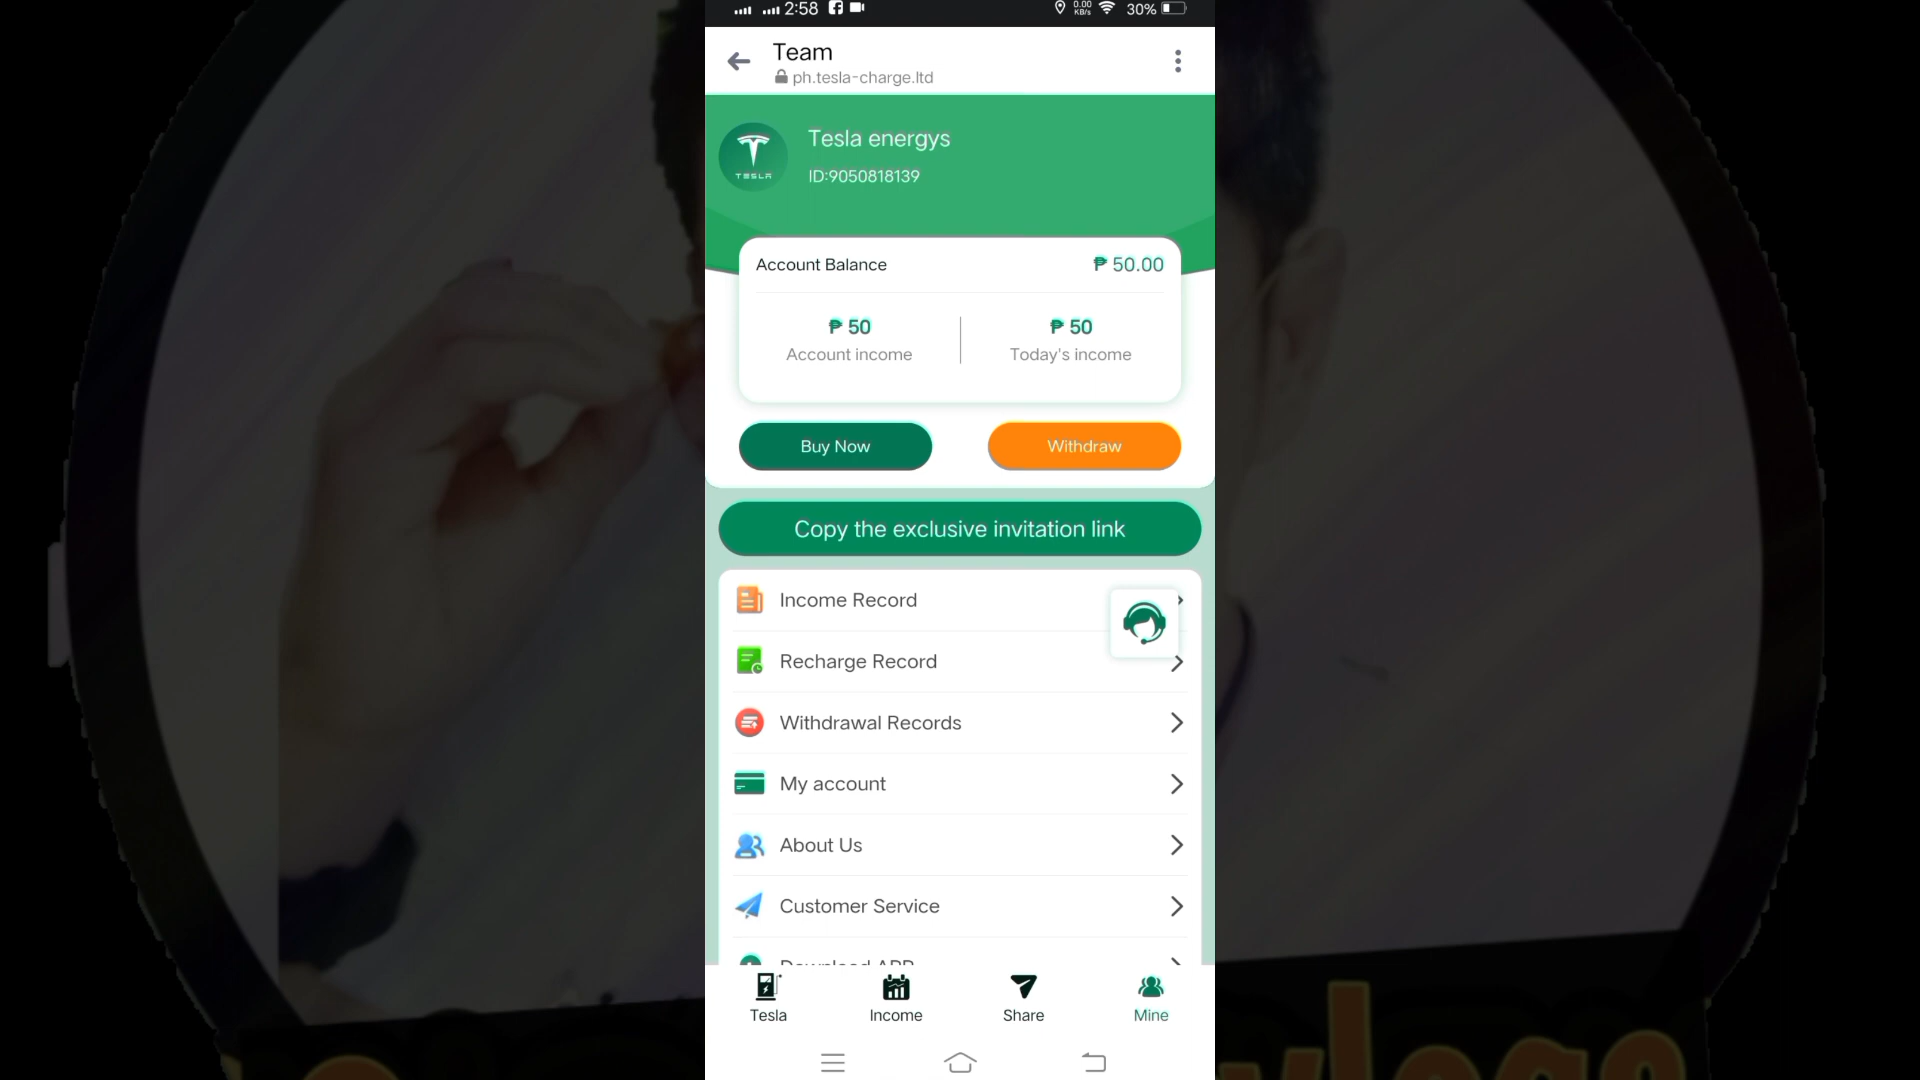 2:58
0.00
KB/s
30%
Team
ph.tesla-charge.ltd
TESLA
Tesla energys
ID:9050818139
Account Balance
₱ 50.00
₱ 50
₱ 50
Account income
Today's income
Buy Now
Withdraw
Copy the exclusive invitation link
Income Record
Recharge Record
Withdrawal Records
My account
About Us
Customer Service
Download APP
Tesla
Income
Share
Mine